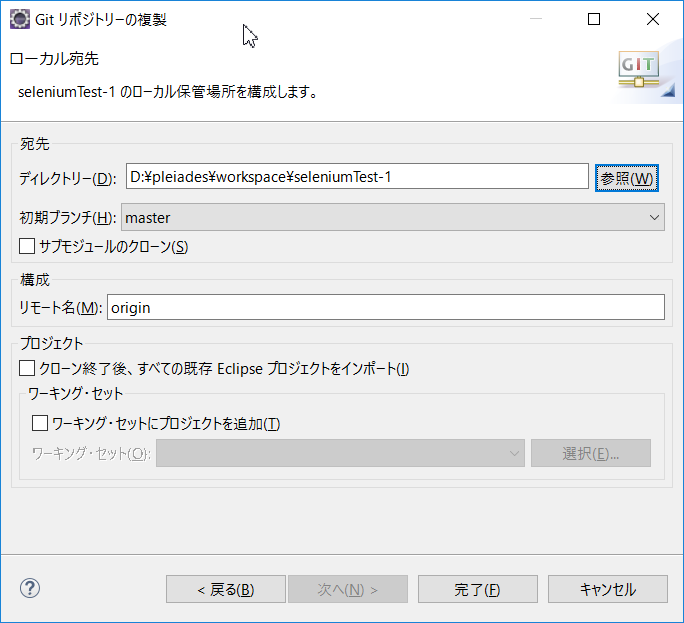 Git リポジトリーの複製
ローカル宛先
GIT
seleniumTest-1 のローカル保管場所を構成します。
宛先
ディレクトリー(D): D:¥pleiades¥workspace¥seleniumTest-1 参照(W)
初期ブランチ(H): master
サブモジュールのクローン(S)
構成
リモート名(M): origin
プロジェクト
クローン終了後、すべての既存 Eclipse プロジェクトをインポート(I)
ワーキング・セット
ワーキング・セットにプロジェクトを追加(T)
ワーキング・セット(O): 選択(E)...
? < 戻る(B) 次へ(N) > 完了(F) キャンセル